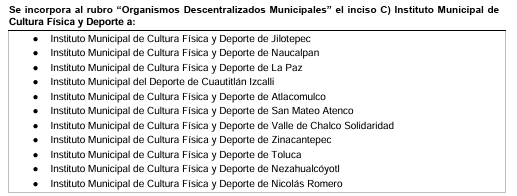 Se incorpora al rubro “Organismos Descentralizados Municipales” el inciso C) Instituto Municipal de
Cultura Física y Deporte a:
● Instituto Municipal de Cultura Física y Deporte de Jilotepec
● Instituto Municipal de Cultura Física y Deporte de Naucalpan
● Instituto Municipal de Cultura Física y Deporte de La Paz
● Instituto Municipal del Deporte de Cuautitlán Izcalli
● Instituto Municipal de Cultura Física y Deporte de Atlacomulco
● Instituto Municipal de Cultura Física y Deporte de San Mateo Atenco
● Instituto Municipal de Cultura Física y Deporte de Valle de Chalco Solidaridad
● Instituto Municipal de Cultura Física y Deporte de Zinacantepec
● Instituto Municipal de Cultura Física y Deporte de Toluca
● Instituto Municipal de Cultura Física y Deporte de Nezahualcóyotl
● Instituto Municipal de Cultura Física y Deporte de Nicolás Romero